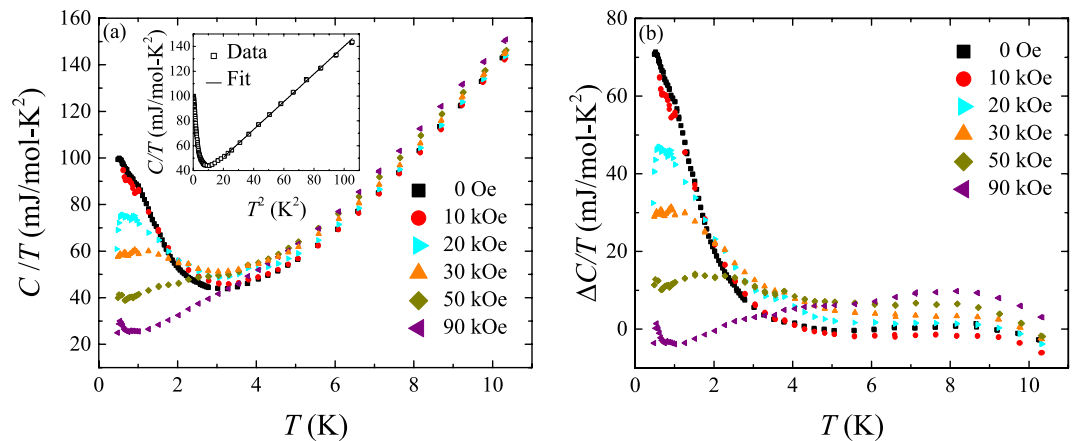 (a)
C/T (mJ/mol-K²)
160
140
120
100
80
60
40
20
0
2
4
6
8
10
T (K)
0 Oe
10 kOe
20 kOe
30 kOe
50 kOe
90 kOe
C/T (mJ/mol-K²)
150
140
120
100
80
60
40
0
20
40
60
80
100
T² (K²)
Data
Fit
(b)
ΔC/T (mJ/mol-K²)
80
60
40
20
0
0
2
4
6
8
10
T (K)
0 Oe
10 kOe
20 kOe
30 kOe
50 kOe
90 kOe